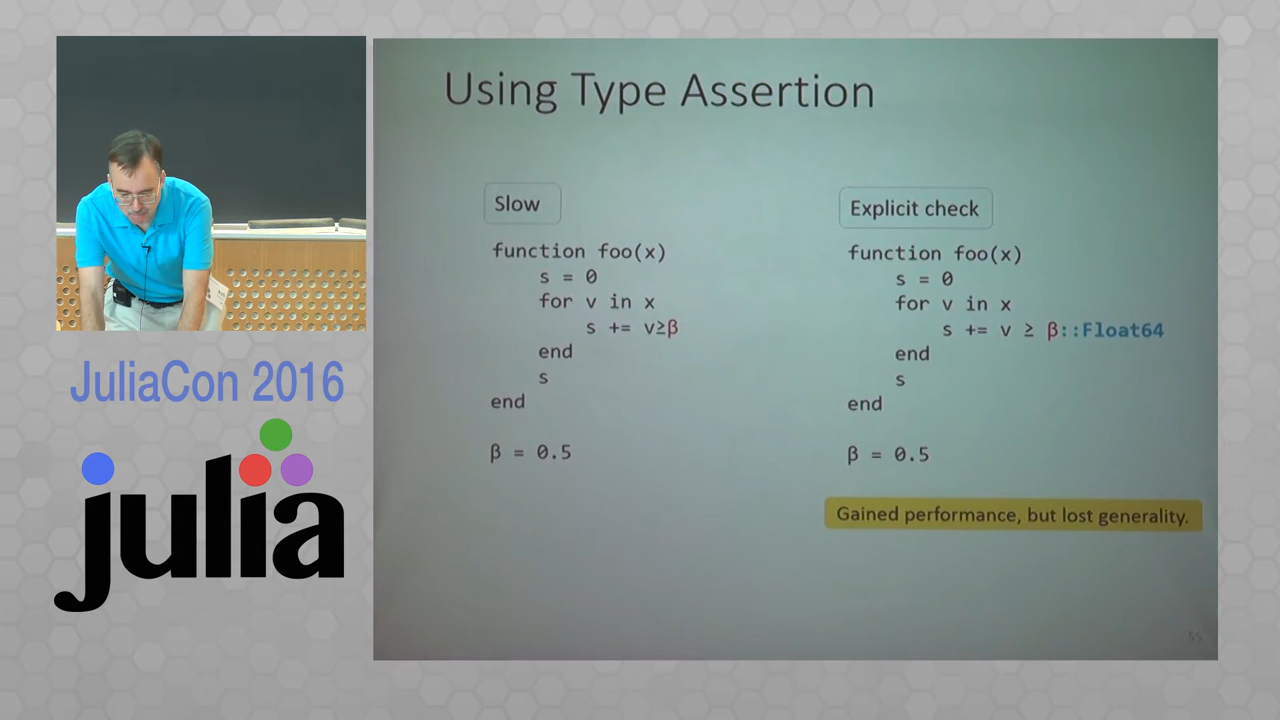 Using Type Assertion
Slow
function foo(x)
    s = 0
    for v in x
        s += v≥β
    end
    s
end
β = 0.5
Explicit check
function foo(x)
    s = 0
    for v in x
        s += v ≥ β::Float64
    end
    s
end
β = 0.5
Gained performance, but lost generality.
55
JuliaCon 2016
julia